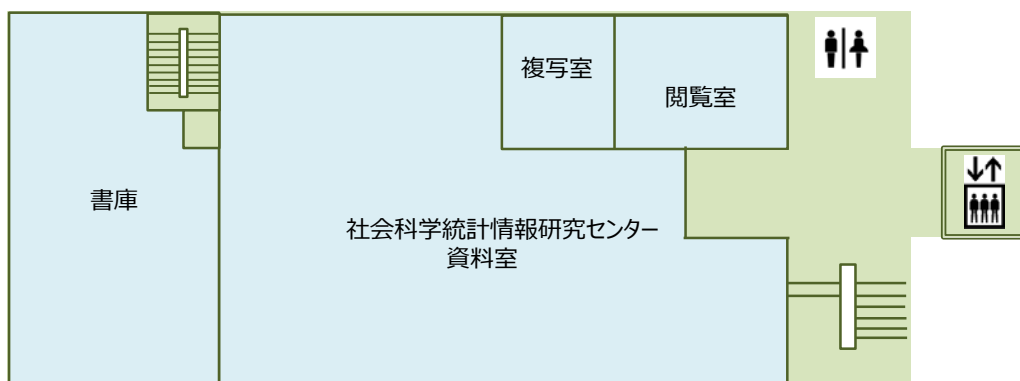 複写室
閲覧室
書庫
社会科学統計情報研究センター
資料室